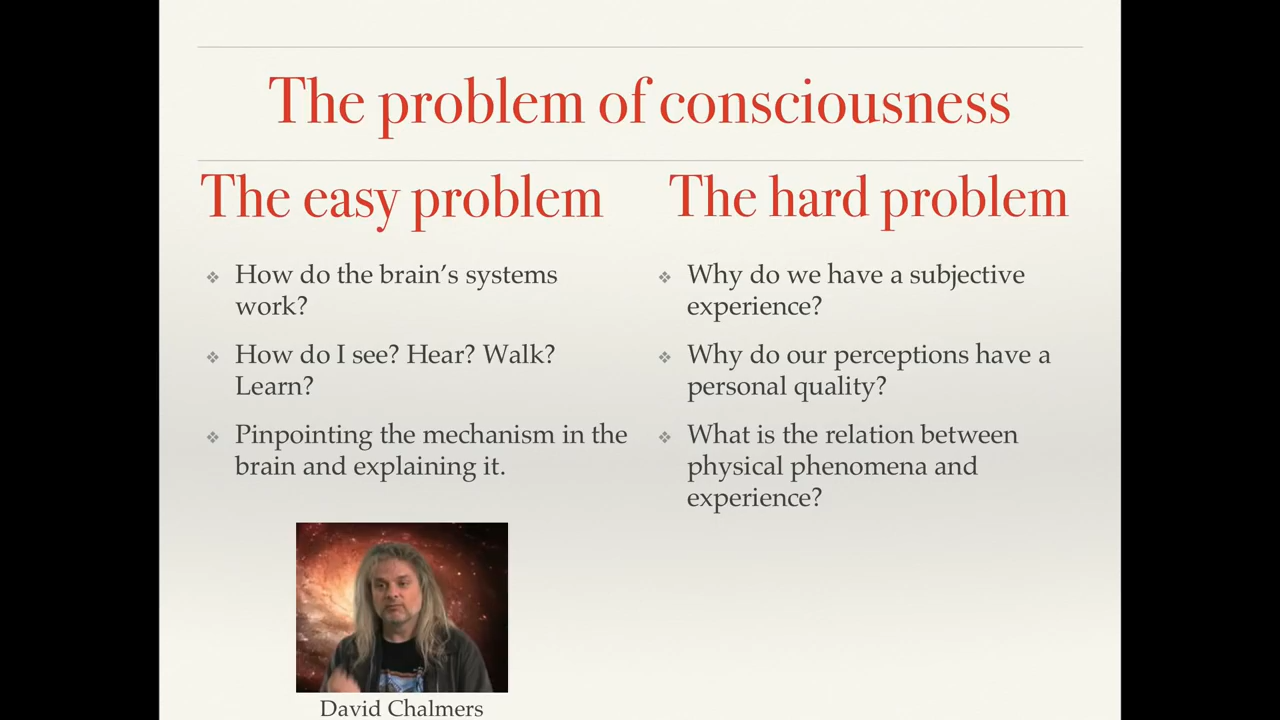 The problem of consciousness
The easy problem
How do the brain's systems
work?
How do I see? Hear? Walk?
Learn?
Pinpointing the mechanism in the
brain and explaining it.
David Chalmers
The hard problem
Why do we have a subjective
experience?
Why do our perceptions have a
personal quality?
What is the relation between
physical phenomena and
experience?